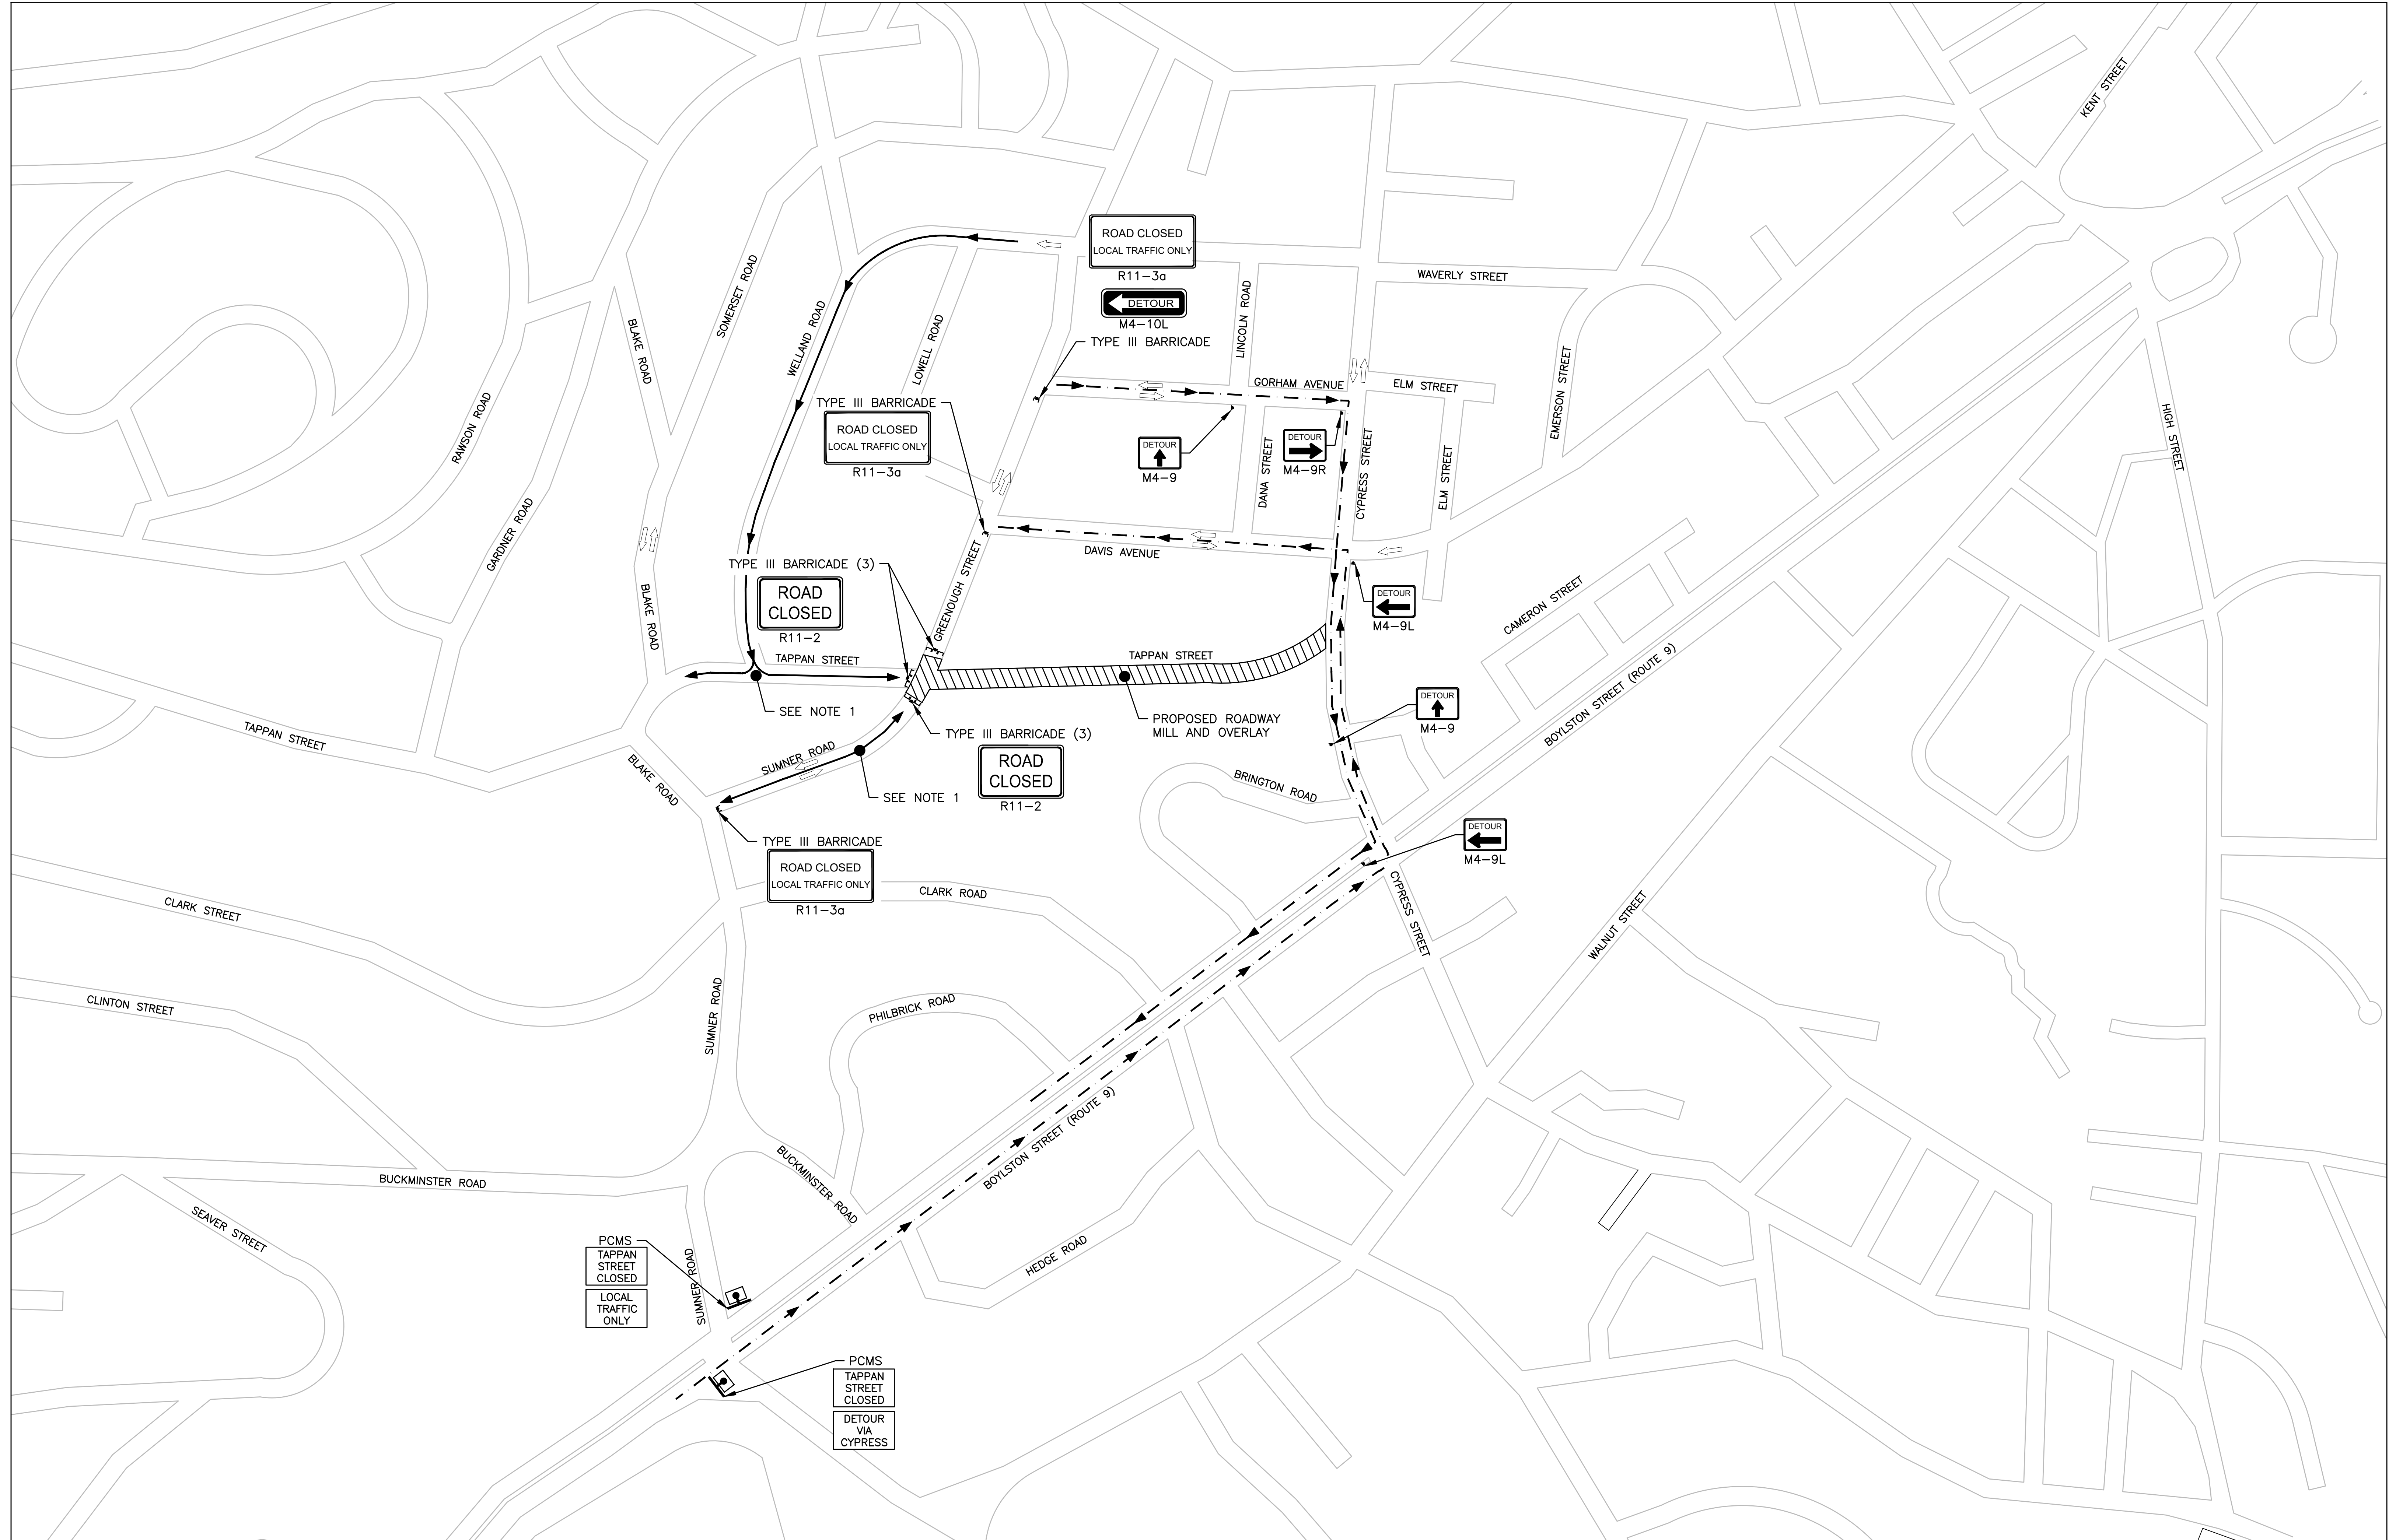 KENT STREET
ROAD CLOSED
LOCAL TRAFFIC ONLY
R11-3a
DETOUR
M4-10L
TYPE III BARRICADE
WAVERLY STREET
LINCOLN ROAD
SOMERSET ROAD
BLAKE ROAD
WELLAND ROAD
LOWELL ROAD
GORHAM AVENUE
ELM STREET
EMERSON STREET
RAWSON ROAD
TYPE III BARRICADE
ROAD CLOSED
LOCAL TRAFFIC ONLY
R11-3a
DETOUR
M4-9
DANA STREET
DETOUR
M4-9R
CYPRESS STREET
ELM STREET
HIGH STREET
GARDNER ROAD
DAVIS AVENUE
GREENOUGH STREET
TYPE III BARRICADE (3)
ROAD
CLOSED
R11-2
BLAKE ROAD
DETOUR
M4-9L
CAMERON STREET
TAPPAN STREET
TAPPAN STREET
BOYLSTON STREET (ROUTE 9)
SEE NOTE 1
PROPOSED ROADWAY
MILL AND OVERLAY
DETOUR
M4-9
TAPPAN STREET
TYPE III BARRICADE (3)
ROAD
CLOSED
R11-2
SUMNER ROAD
BLAKE ROAD
SEE NOTE 1
BRINGTON ROAD
TYPE III BARRICADE
ROAD CLOSED
LOCAL TRAFFIC ONLY
R11-3a
DETOUR
M4-9L
CLARK ROAD
CLARK STREET
CYPRESS STREET
WALNUT STREET
CLINTON STREET
SUMNER ROAD
PHILBRICK ROAD
BOYLSTON STREET (ROUTE 9)
BUCKMINSTER ROAD
BUCKMINSTER ROAD
SEAVER STREET
HEDGE ROAD
SUMNER ROAD
PCMS
TAPPAN
STREET
CLOSED
LOCAL
TRAFFIC
ONLY
PCMS
TAPPAN
STREET
CLOSED
DETOUR
VIA
CYPRESS